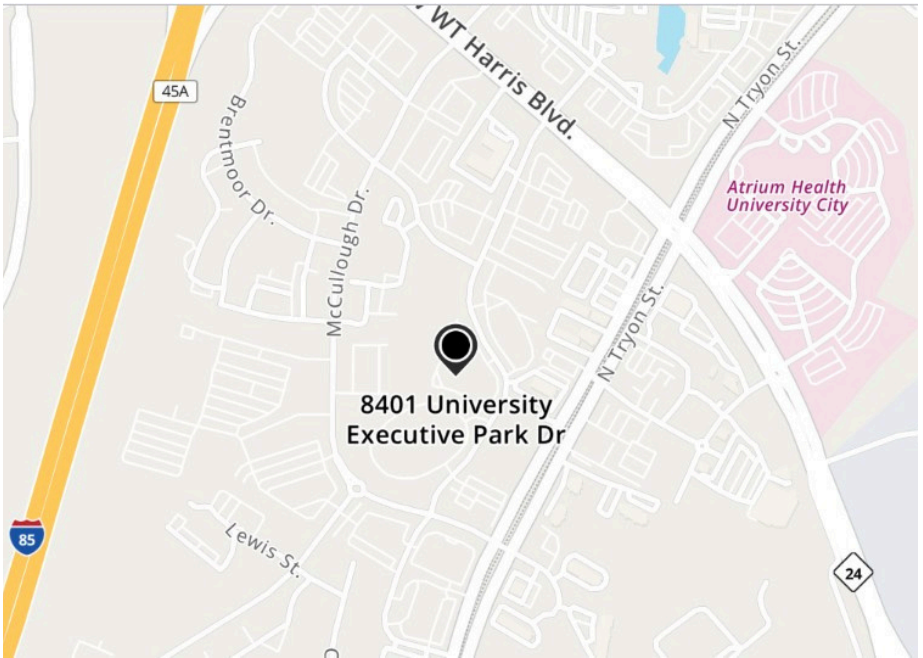 WT Harris Blvd.
N Tryon St.
45A
Brentmoor Dr.
Atrium Health
University City
McCullough Dr.
N Tryon St.
8401 University
Executive Park Dr
85
Lewis St.
24